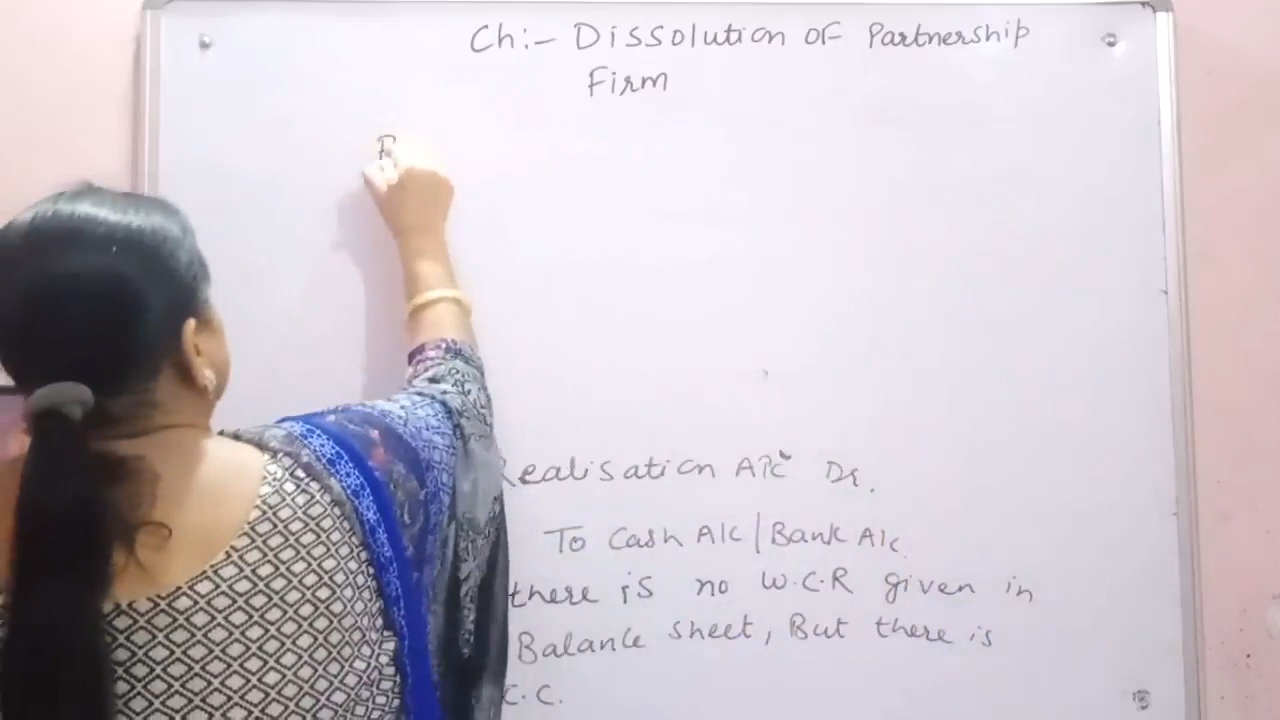 Ch:- Dissolution of Partnership
Firm
Realisation A/c Dr.
To Cash A/c | Bank A/c
there is no W.C.R given in
Balance sheet, But there is
C.C.